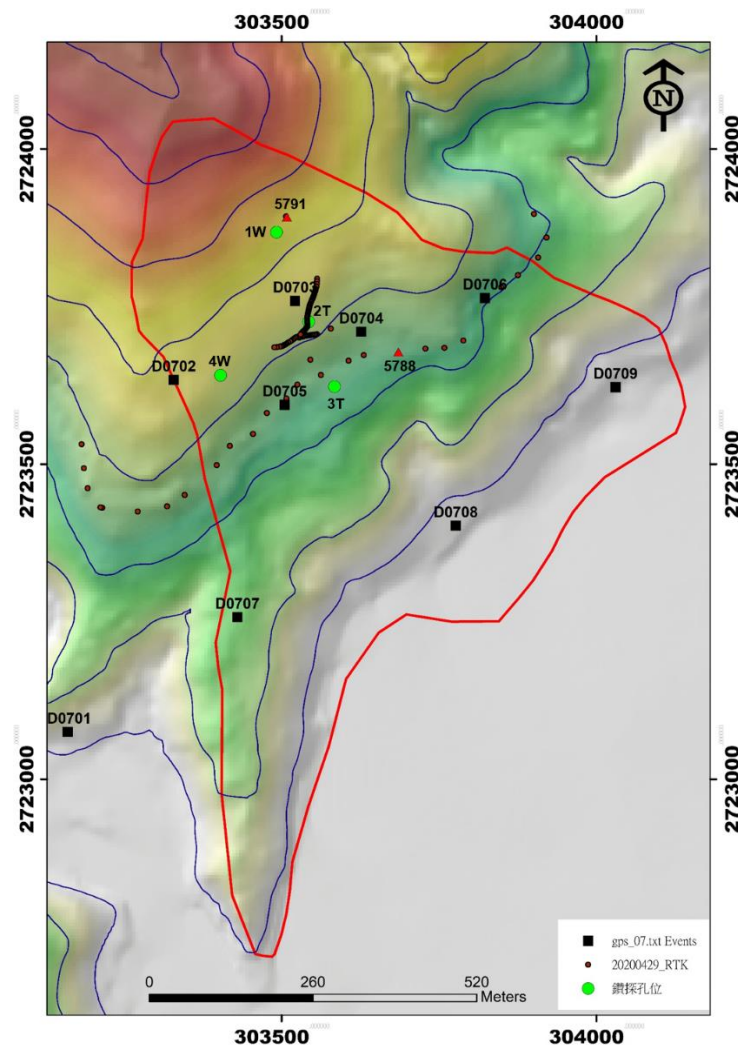 303500 304000
2724000 2724000
N
5791
1W
D0703
2T
D0706
D0704
D0702
4W
5788
D0709
D0705
3T
2723500 2723500
D0708
D0707
D0701
2723000 2723000
gps_07.txt Events
20200429_RTK
鑽探孔位
0 260 520
Meters
303500 304000